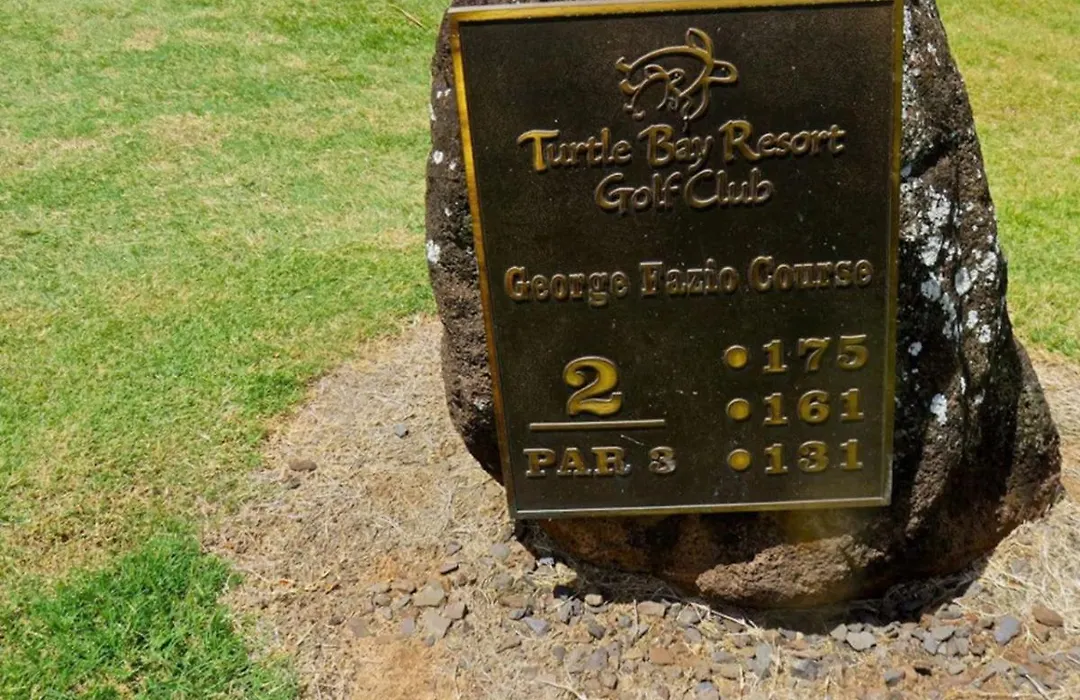 Turtle Bay Resort
Golf Club
George Fazio Course
2
PAR 3
175
161
131